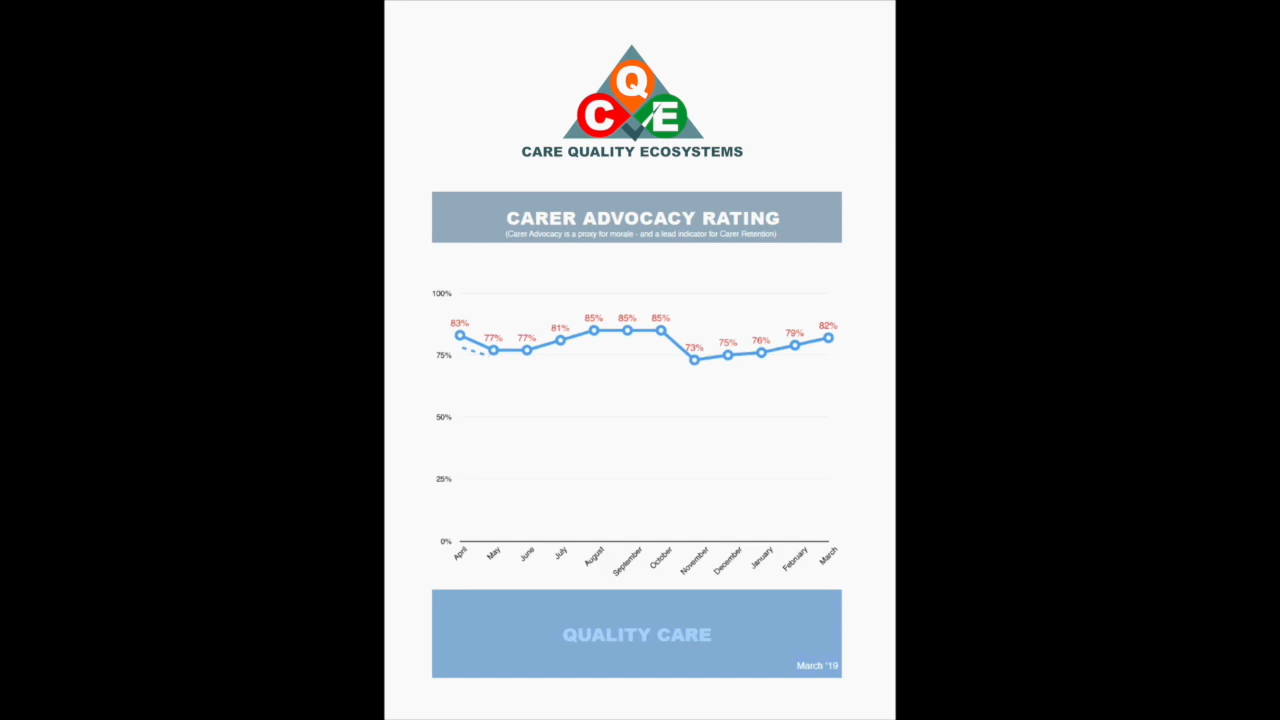 Q
C E
CARE QUALITY ECOSYSTEMS
CARER ADVOCACY RATING
(Carer Advocacy is a proxy for morale - and a lead indicator for Carer Retention)
100%
83% 77% 77% 81% 85% 85% 85% 73% 75% 76% 79% 82%
75%
50%
25%
0%
April May June July August September October November December January February March
QUALITY CARE
March '19